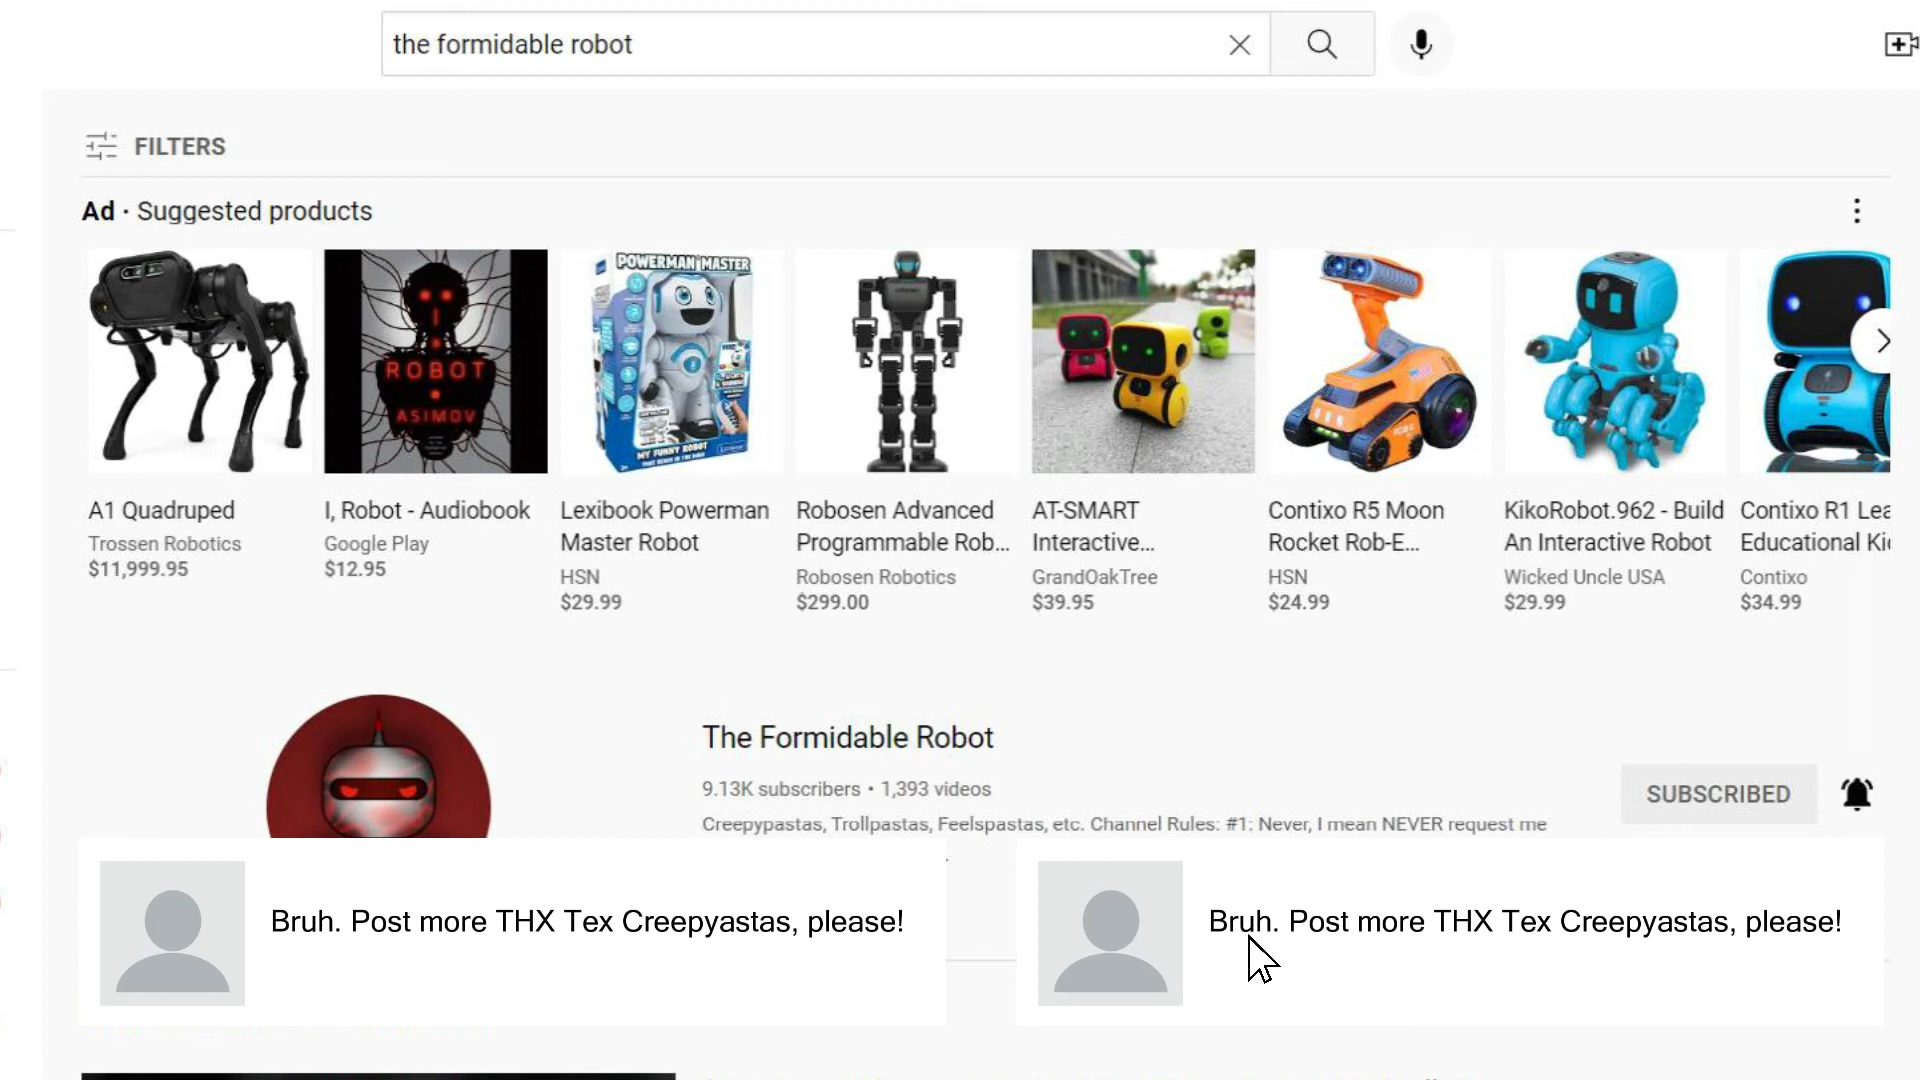 the formidable robot
FILTERS
Ad · Suggested products
POWERMAN MASTER
I
ROBOT
ASIMOV
MY FUNNY ROBOT
A1 Quadruped
Trossen Robotics
$11,999.95
I, Robot - Audiobook
Google Play
$12.95
Lexibook Powerman
Master Robot
HSN
$29.99
Robosen Advanced
Programmable Rob...
Robosen Robotics
$299.00
AT-SMART
Interactive...
GrandOakTree
$39.95
Contixo R5 Moon
Rocket Rob-E...
HSN
$24.99
KikoRobot.962 - Build
An Interactive Robot
Wicked Uncle USA
$29.99
Contixo R1 Lea
Educational Ki
Contixo
$34.99
The Formidable Robot
9.13K subscribers • 1,393 videos
Creepypastas, Trollpastas, Feelspastas, etc. Channel Rules: #1: Never, I mean NEVER request me
SUBSCRIBED
Bruh. Post more THX Tex Creepyastas, please!
Bruh. Post more THX Tex Creepyastas, please!